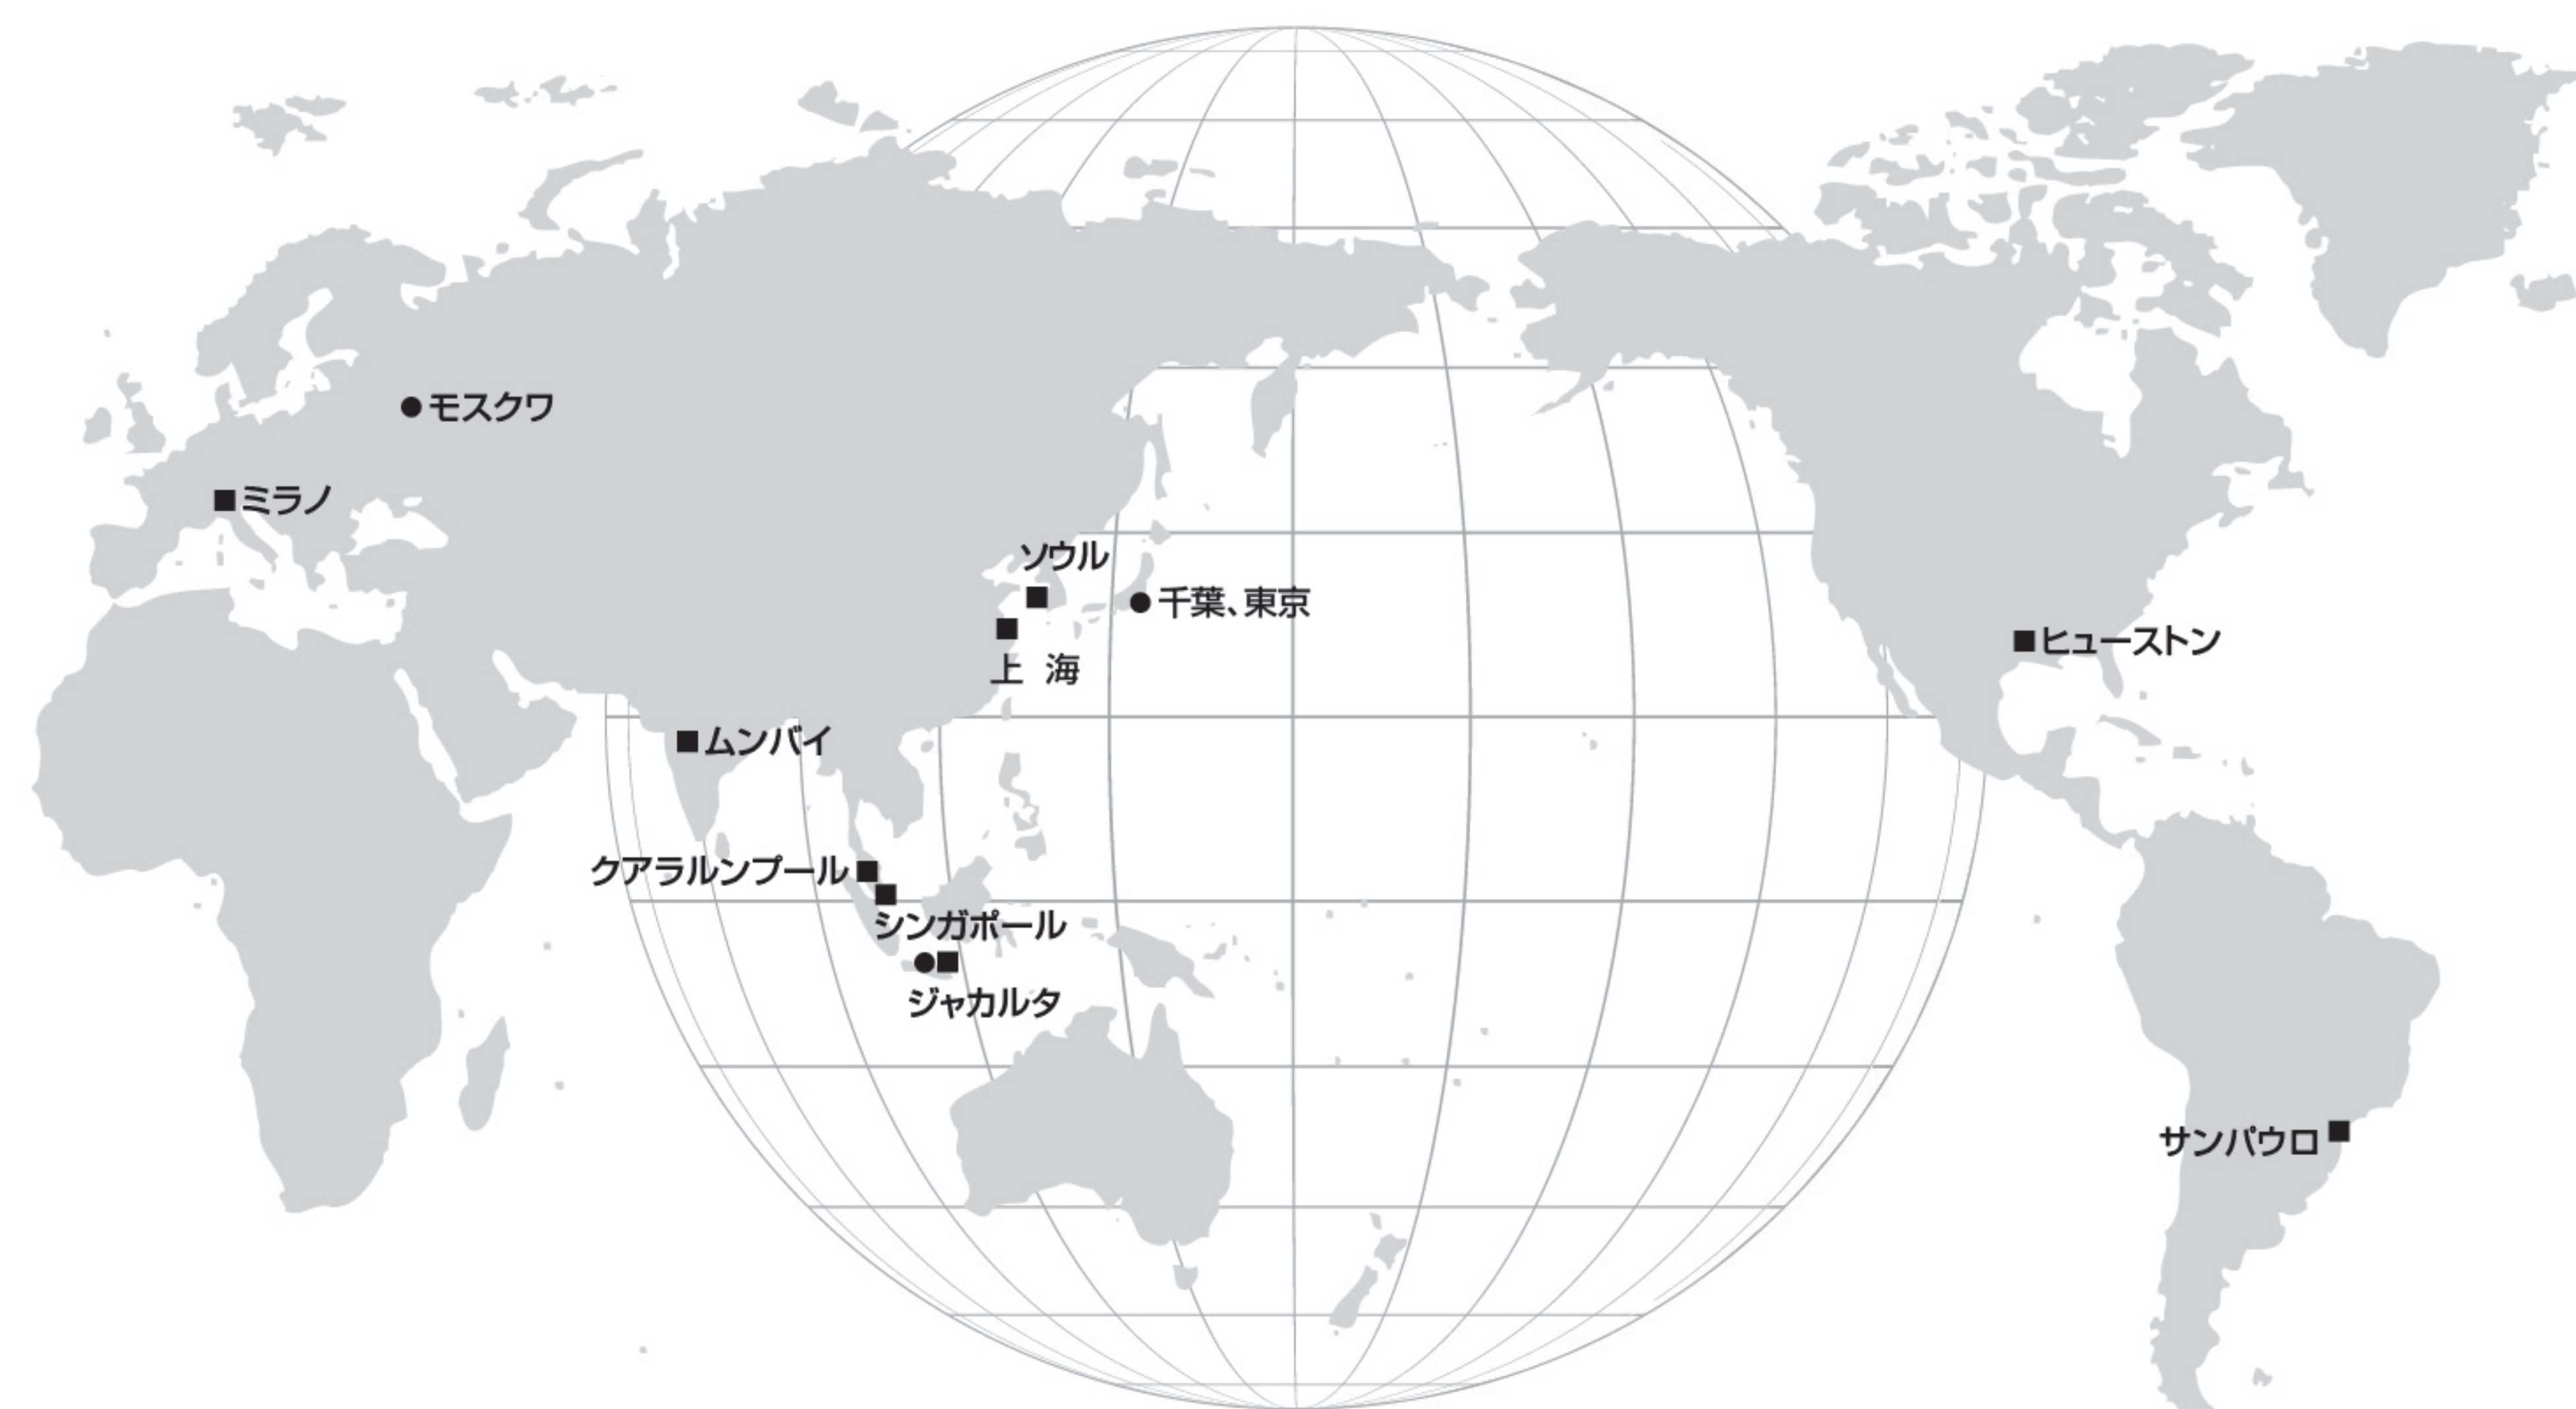 ●モスクワ
■ミラノ
ソウル
●千葉、東京
■ヒューストン
上 海
■ムンバイ
クアラルンプール■
シンガポール
ジャカルタ
サンパウロ■